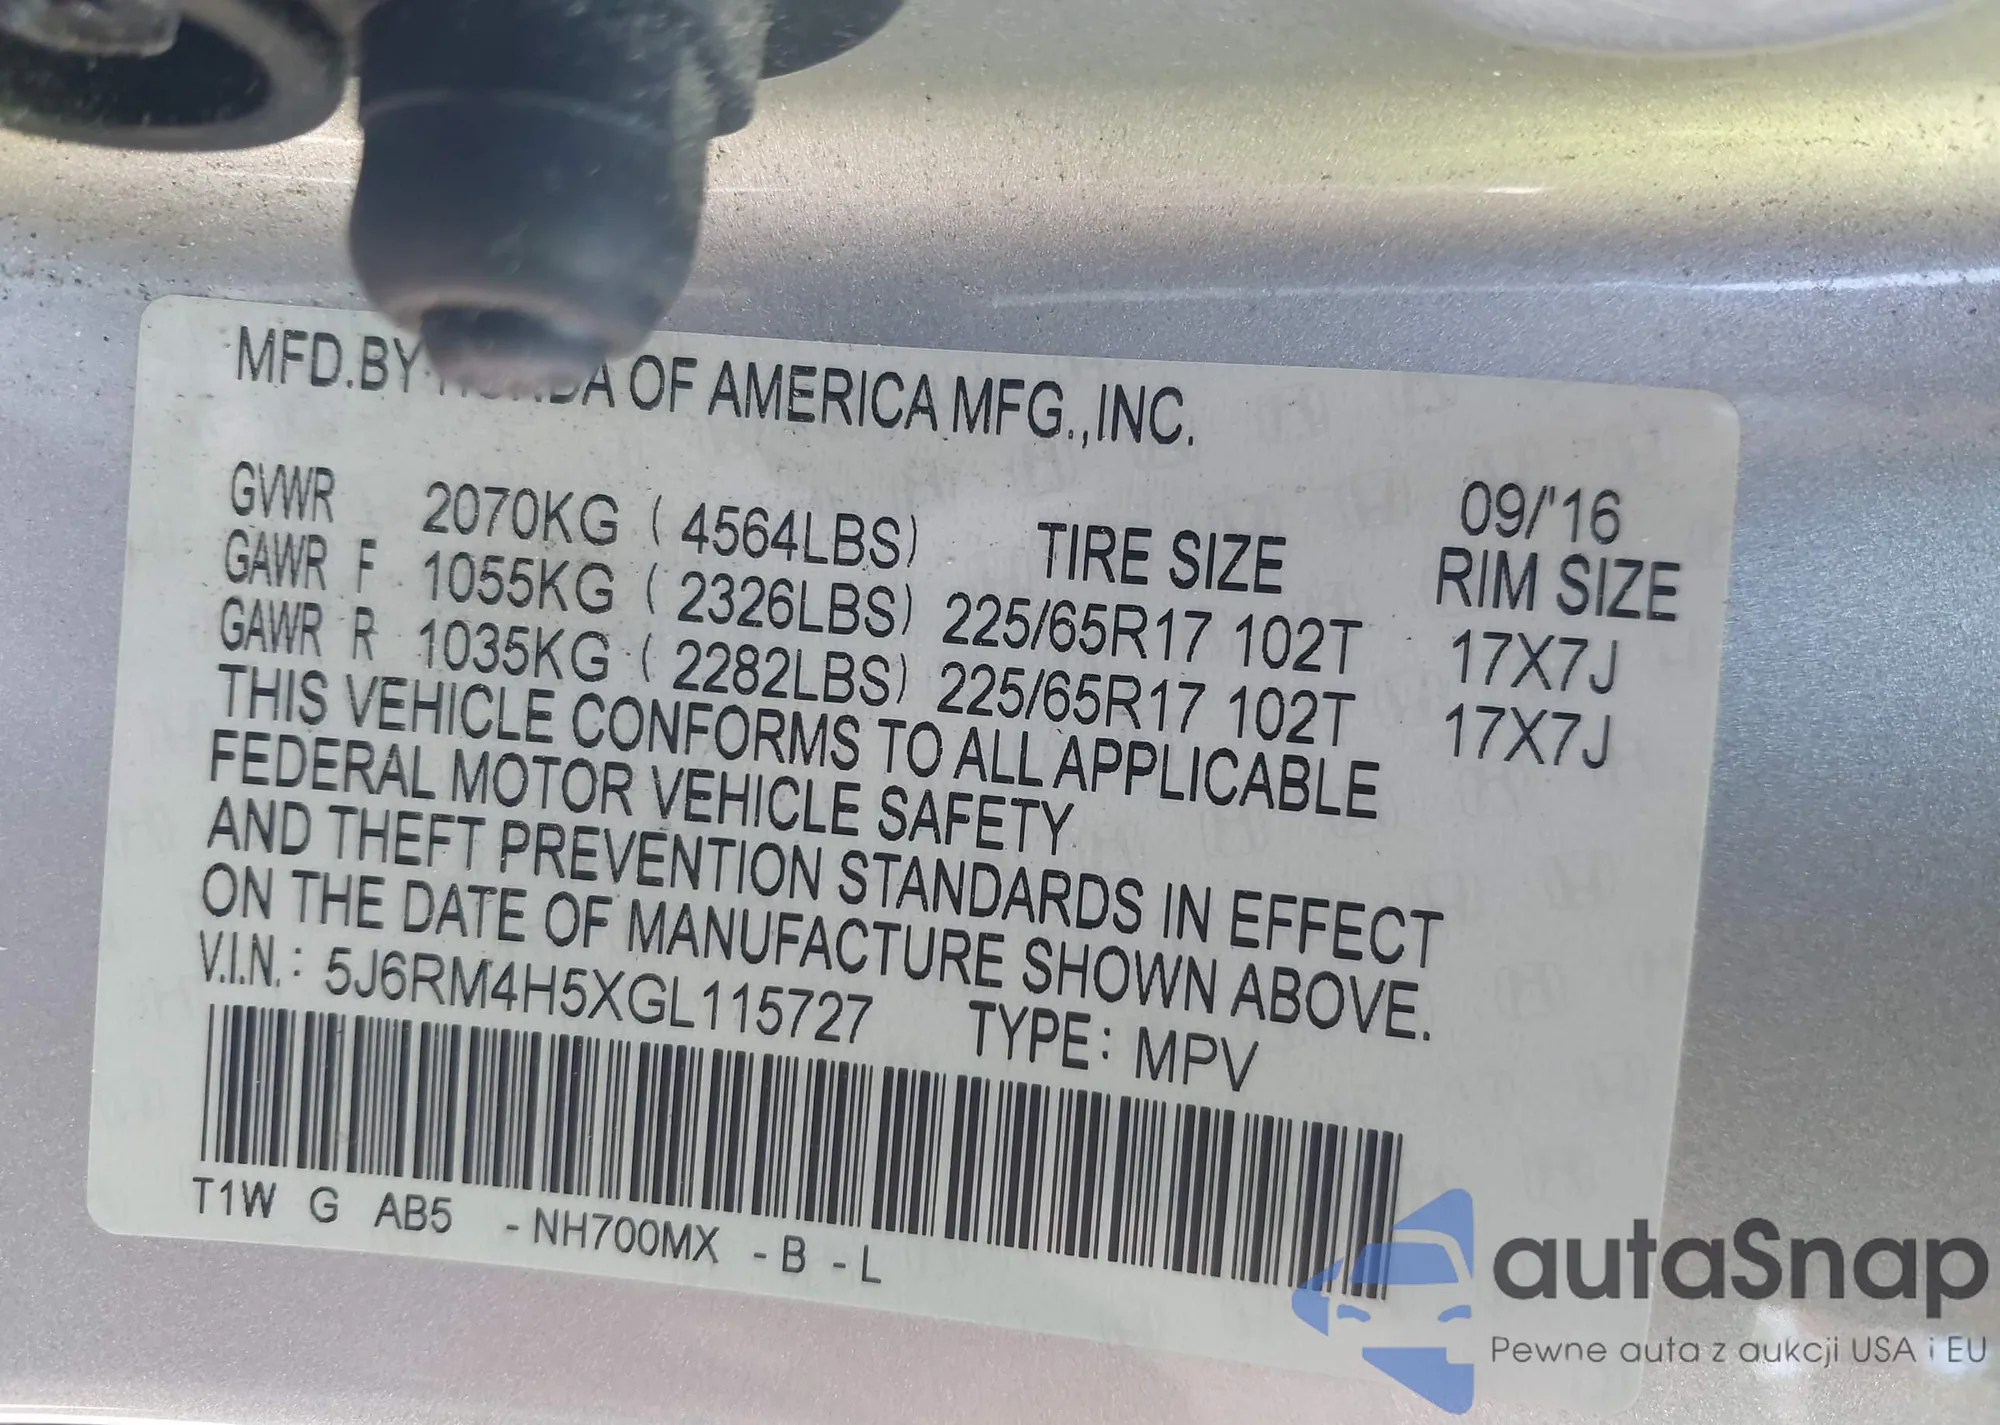 MFD.BY HONDA OF AMERICA MFG.,INC.
09/'16
GVWR 2070KG ( 4564LBS) TIRE SIZE RIM SIZE
GAWR F 1055KG ( 2326LBS) 225/65R17 102T 17X7J
GAWR R 1035KG ( 2282LBS) 225/65R17 102T 17X7J
THIS VEHICLE CONFORMS TO ALL APPLICABLE
FEDERAL MOTOR VEHICLE SAFETY
AND THEFT PREVENTION STANDARDS IN EFFECT
ON THE DATE OF MANUFACTURE SHOWN ABOVE.
V.I.N.: 5J6RM4H5XGL115727 TYPE: MPV
T1W G AB5 -NH700MX -B -L
autaSnap
Pewne auta z aukcji USA i EU